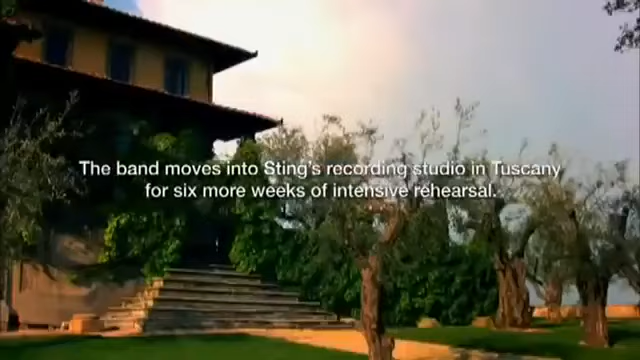 The band moves into Sting's recording studio in Tuscany
for six more weeks of intensive rehearsal.